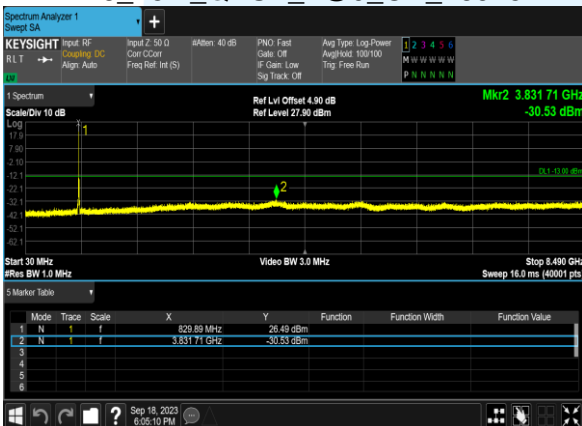 Spectrum Analyzer 1
Swept SA
+
KEYSIGHT Input: RF Input Z: 50 Ω #Atten: 40 dB PNO: Fast Avg Type: Log-Power 1 2 3 4 5 6
RLT Coupling: DC Corr CCorr Gate: Off Avg|Hold: 100/100 M W W W W W
Align: Auto Freq Ref: Int (S) IF Gain: Low Trig: Free Run
Sig Track: Off P N N N N N
LW
1 Spectrum
Ref Lvl Offset 4.90 dB Mkr2 3.831 71 GHz
Scale/Div 10 dB Ref Level 27.90 dBm -30.53 dBm
Log
1
17.9
7.90
-2.10
DL1 -13.00 dBm
-12.1
-22.1
2
-32.1
-42.1
-52.1
-62.1
Start 30 MHz Video BW 3.0 MHz Stop 8.490 GHz
#Res BW 1.0 MHz Sweep 16.0 ms (40001 pts
5 Marker Table
Mode Trace Scale X Y Function Function Width Function Value
1 N 1 f 829.89 MHz 26.49 dBm
2 N 1 f 3.831 71 GHz -30.53 dBm
3
4
5
6
? Sep 18, 2023
6:05:10 PM